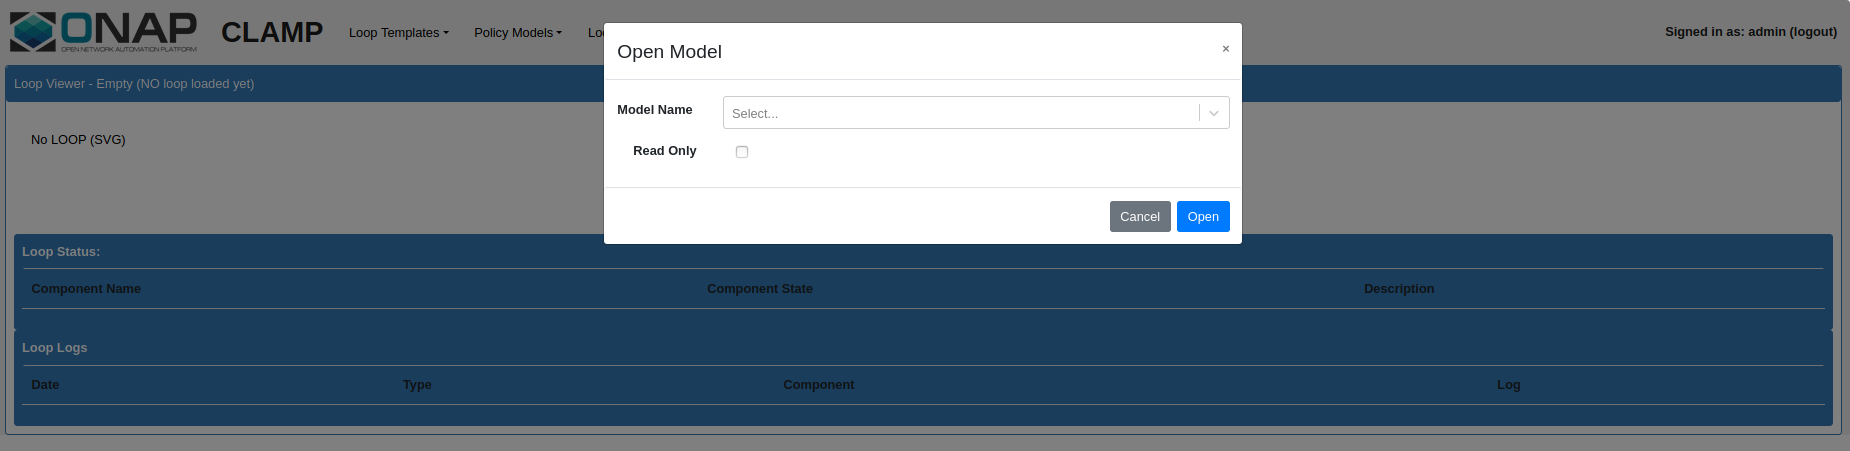 ONAP
OPEN NETWORK AUTOMATION PLATFORM
CLAMP
Loop Templates
Policy Models
Signed in as: admin (logout)
Open Model
×
Loop Viewer - Empty (NO loop loaded yet)
Model Name
Select...
No LOOP (SVG)
Read Only
Cancel
Open
Loop Status:
Component Name Component State Description
Loop Logs
Date Type Component Log